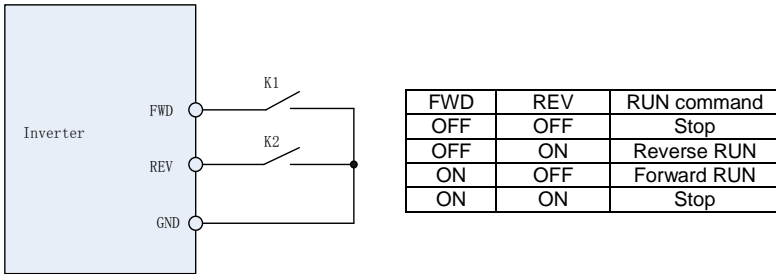 K1
FWD
Inverter
K2
REV
GND
FWD REV RUN command
OFF OFF Stop
OFF ON Reverse RUN
ON OFF Forward RUN
ON ON Stop